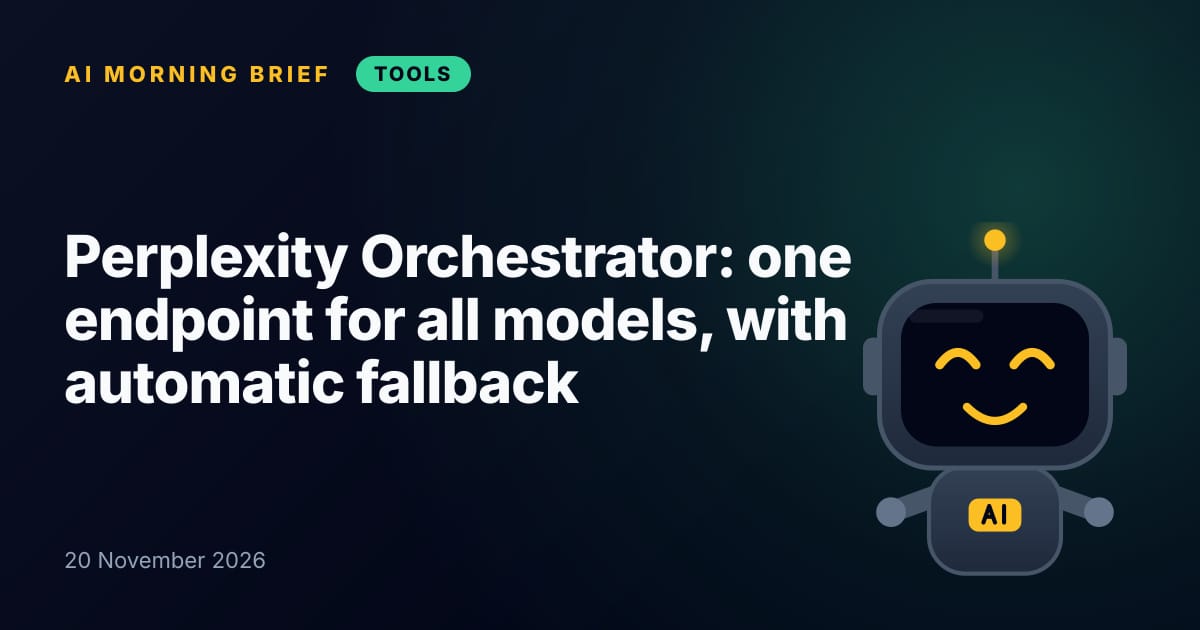 AI MORNING BRIEF
TOOLS
Perplexity Orchestrator: one
endpoint for all models, with
automatic fallback
AI
20 November 2026